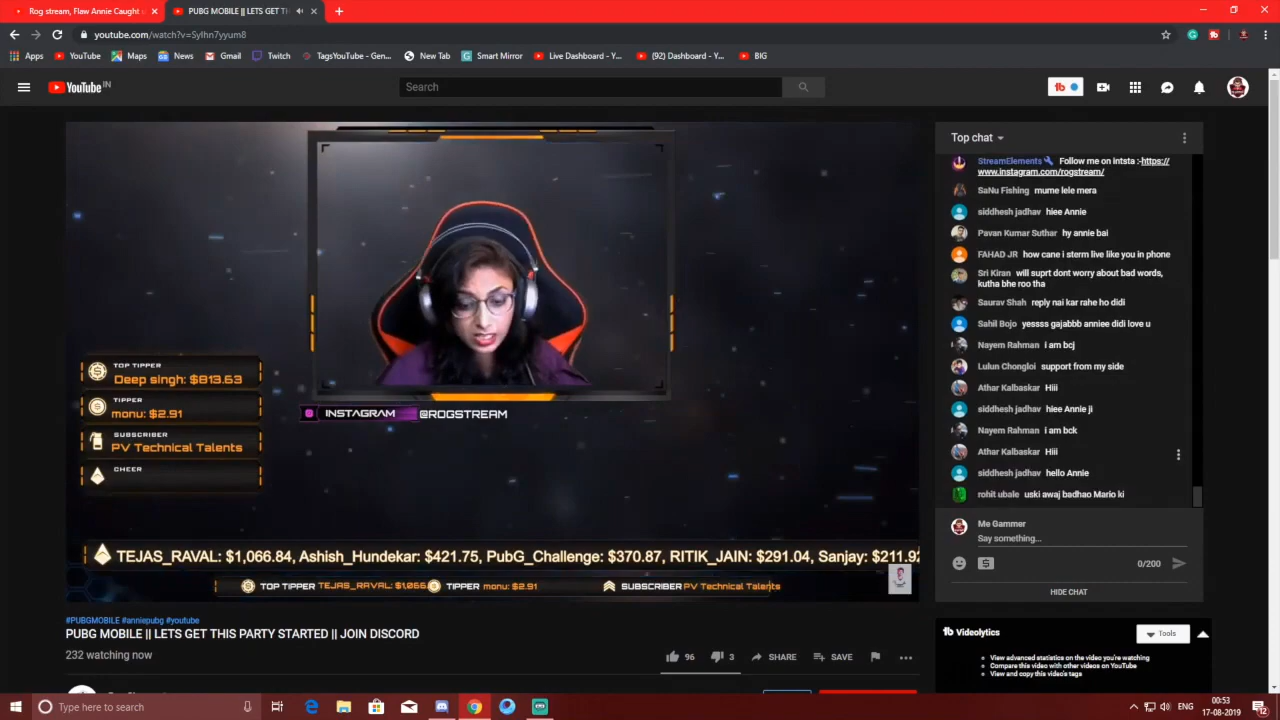 Rog stream, Flaw Annie Caught
PUBG MOBILE || LETS GET TH
youtube.com/watch?v=SyIhn7yyum8
Apps
YouTube
Maps
News
Gmail
Twitch
TagsYouTube - Gen...
New Tab
Smart Mirror
Live Dashboard - Y...
(92) Dashboard - Y...
BIG
YouTube IN
Search
Top chat
StreamElements Follow me on intsta :-https://
www.instagram.com/rogstream/
SaNu Fishing mume lele mera
siddhesh jadhav hiee Annie
Pavan Kumar Suthar hy annie bai
FAHAD JR how cane i sterm live like you in phone
Sri Kiran will suprt dont worry about bad words,
kutha bhe roo tha
Saurav Shah reply nai kar rahe ho didi
Sahil Bojo yessss gajabbb anniee didi love u
Nayem Rahman i am bcj
Lulun Chongloi support from my side
Athar Kalbaskar Hiii
siddhesh jadhav hiee Annie ji
Nayem Rahman i am bck
Athar Kalbaskar Hiii
siddhesh jadhav hello Annie
rohit ubale uski awaj badhao Mario ki
Me Gammer
Say something...
0/200
HIDE CHAT
TOP TIPPER
Deep singh: $813.63
TIPPER
monu: $2.91
SUBSCRIBER
PV Technical Talents
CHEER
INSTAGRAM @ROGSTREAM
TEJAS_RAVAL: $1,066.84, Ashish_Hundekar: $421.75, PubG_Challenge: $370.87, RITIK_JAIN: $291.04, Sanjay: $211.92
TOP TIPPER TEJAS_RAVAL: $1,066. TIPPER monu: $2.91 SUBSCRIBER PV Technical Talents
#PUBGMOBILE #anniepubg #youtube
PUBG MOBILE || LETS GET THIS PARTY STARTED || JOIN DISCORD
232 watching now
96
3
SHARE
SAVE
Videolytics
Tools
View advanced statistics on the video you're watching
Compare this video with other videos on YouTube
View and copy this video's tags
Type here to search
ENG
00:53
17-08-2019
12